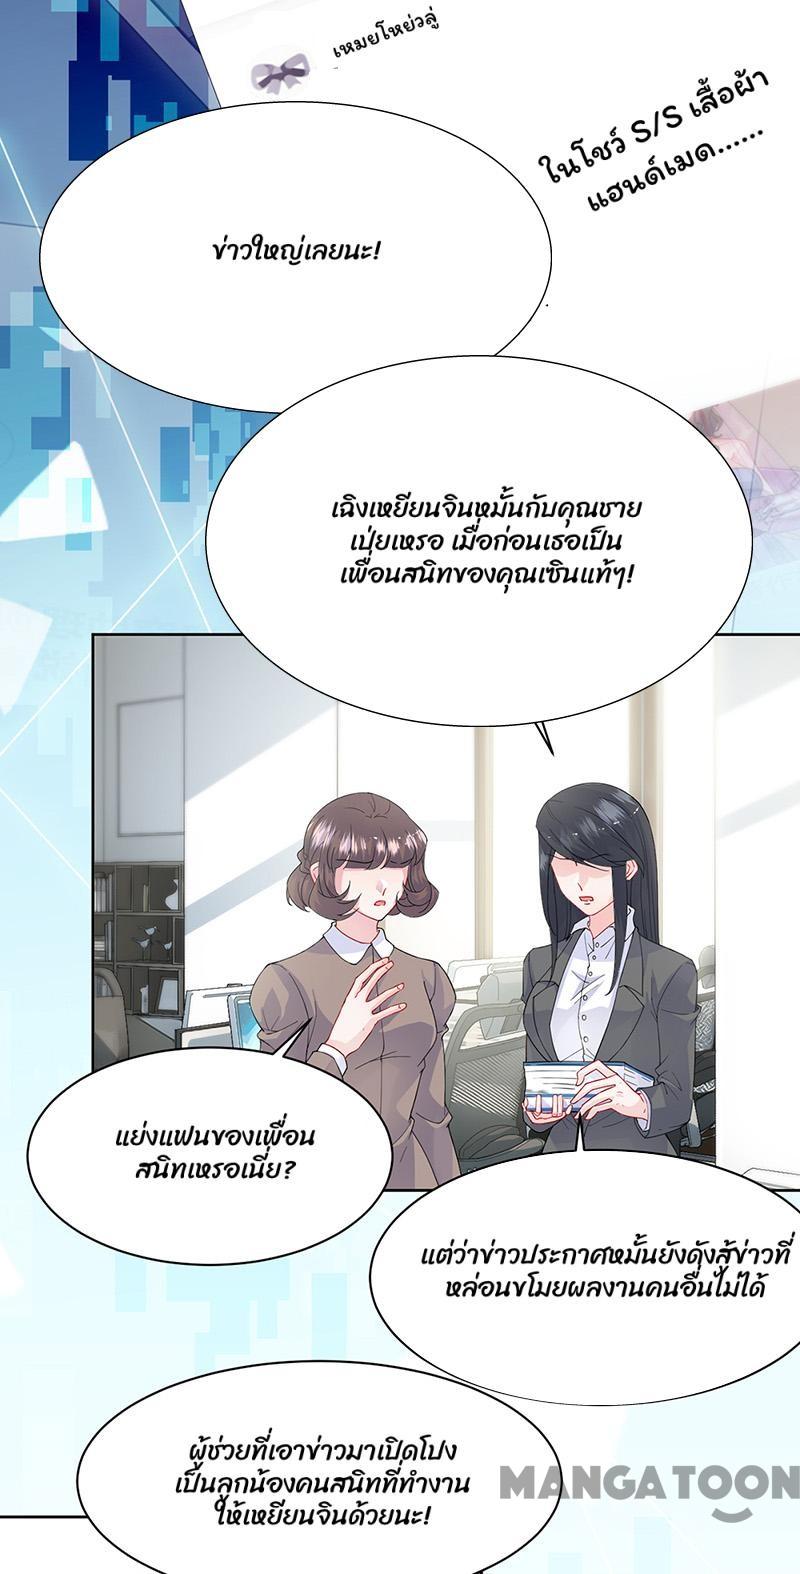 เหมยโหย่วลู่
ในโชว์ S/S เสื้อผ้า
แฮนด์เมด......
ข่าวใหญ่เลยนะ!
เฉิงเหยียนจินหมั้นกับคุณชาย
เป่ยเหรอ เมื่อก่อนเธอเป็น
เพื่อนสนิทของคุณเซินแท้ๆ!
แย่งแฟนของเพื่อน
สนิทเหรอเนี่ย?
แต่ว่าข่าวประกาศหมั้นยังดังสู้ข่าวที่
หล่อนขโมยผลงานคนอื่นไม่ได้
ผู้ช่วยที่เอาข่าวมาเปิดโปง
เป็นลูกน้องคนสนิทที่ทำงาน
ให้เหยียนจินด้วยนะ!
MANGATOON